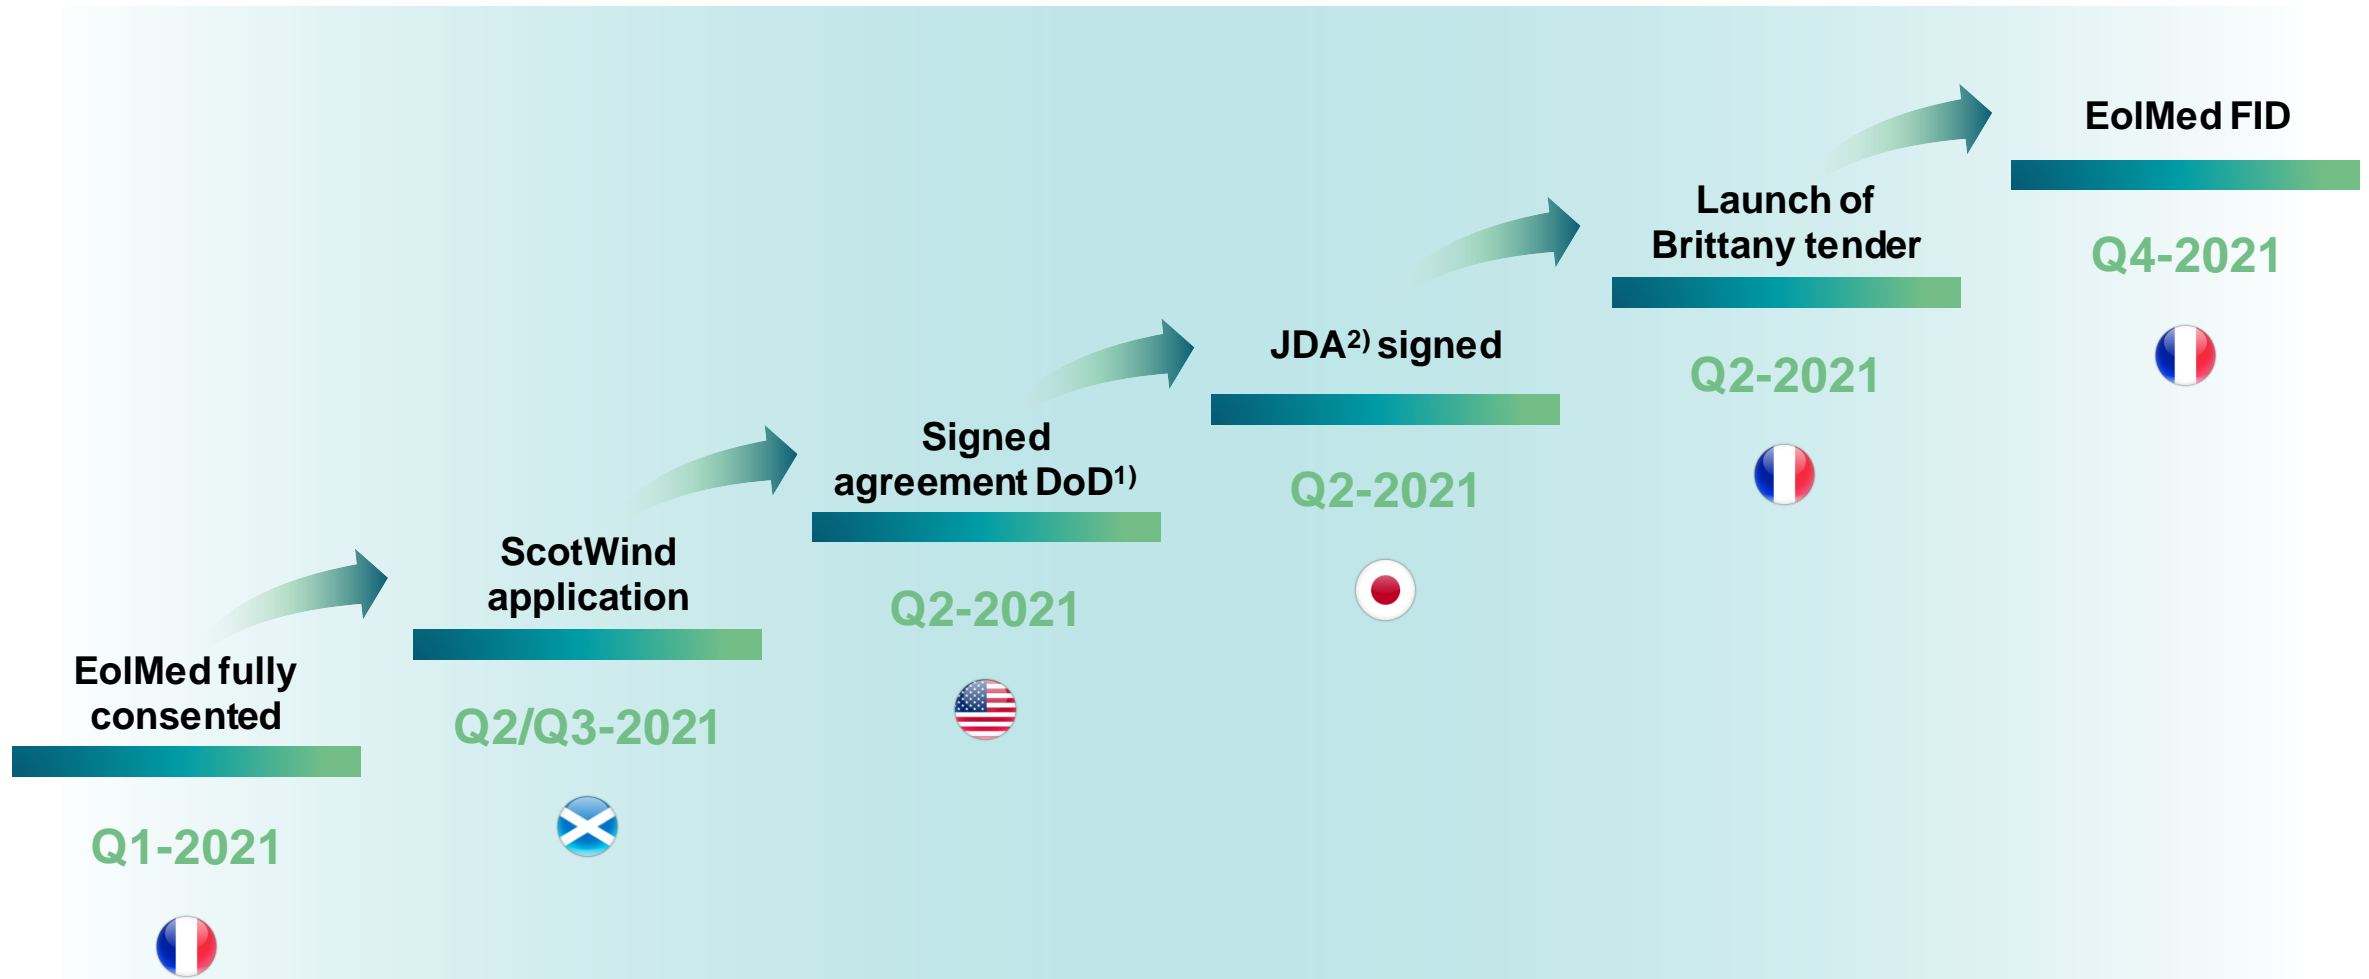 EolMed fully
consented
Q1-2021
ScotWind
application
Q2/Q3-2021
Signed
agreement DoD1)
Q2-2021
JDA2) signed
Q2-2021
Launch of
Brittany tender
Q2-2021
EolMed FID
Q4-2021